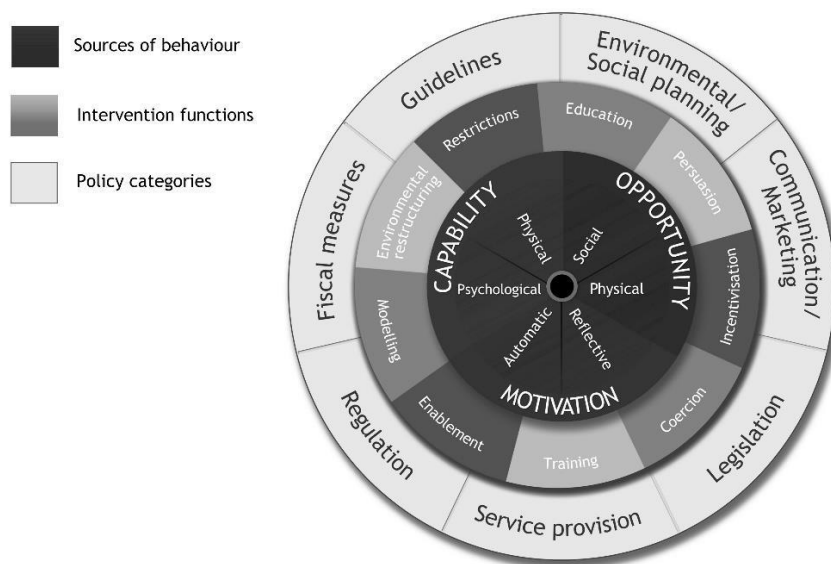 Sources of behaviour
Intervention functions
Policy categories
Guidelines
Environmental/
Social planning
Communication/
Marketing
Legislation
Service provision
Regulation
Fiscal measures
Restrictions
Education
Persuasion
Incentivisation
Coercion
Training
Enablement
Modelling
Environmental
restructuring
CAPABILITY
OPPORTUNITY
MOTIVATION
Physical
Social
Psychological
Physical
Automatic
Reflective